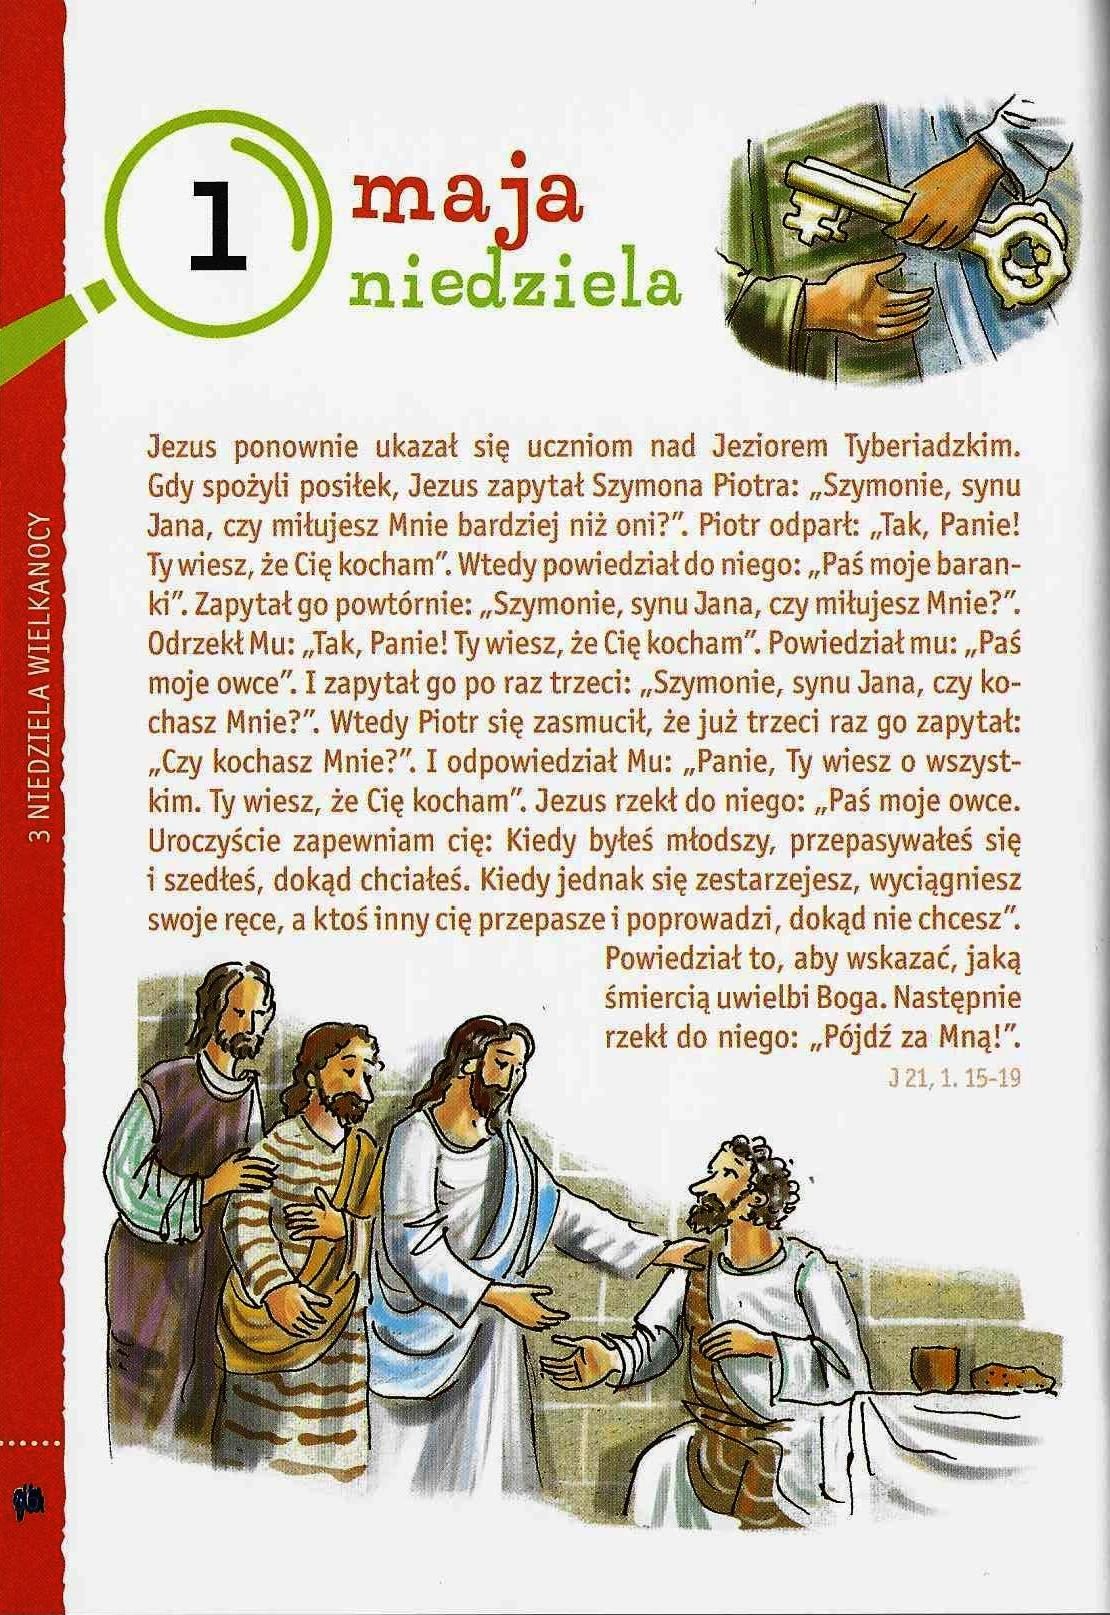 1
maja
niedziela
Jezus ponownie ukazał się uczniom nad Jeziorem Tyberiadzkim.
Gdy spożyli posiłek, Jezus zapytał Szymona Piotra: „Szymonie, synu
Jana, czy miłujesz Mnie bardziej niż oni?”. Piotr odparł: „Tak, Panie!
Ty wiesz, że Cię kocham”. Wtedy powiedział do niego: „Paś moje baran-
ki”. Zapytał go powtórnie: „Szymonie, synu Jana, czy miłujesz Mnie?”.
Odrzekł Mu: „Tak, Panie! Ty wiesz, że Cię kocham”. Powiedział mu: „Paś
moje owce”. I zapytał go po raz trzeci: „Szymonie, synu Jana, czy ko-
chasz Mnie?”. Wtedy Piotr się zasmucił, że już trzeci raz go zapytał:
„Czy kochasz Mnie?”. I odpowiedział Mu: „Panie, Ty wiesz o wszyst-
kim. Ty wiesz, że Cię kocham”. Jezus rzekł do niego: „Paś moje owce.
Uroczyście zapewniam cię: Kiedy byłeś młodszy, przepasywałeś się
i szedłeś, dokąd chciałeś. Kiedy jednak się zestarzejesz, wyciągniesz
swoje ręce, a ktoś inny cię przepasze i poprowadzi, dokąd nie chcesz”.
Powiedział to, aby wskazać, jaką
śmiercią uwielbi Boga. Następnie
rzekł do niego: „Pójdź za Mną!”.
J 21, 1. 15-19
3 NIEDZIELA WIELKANOCY